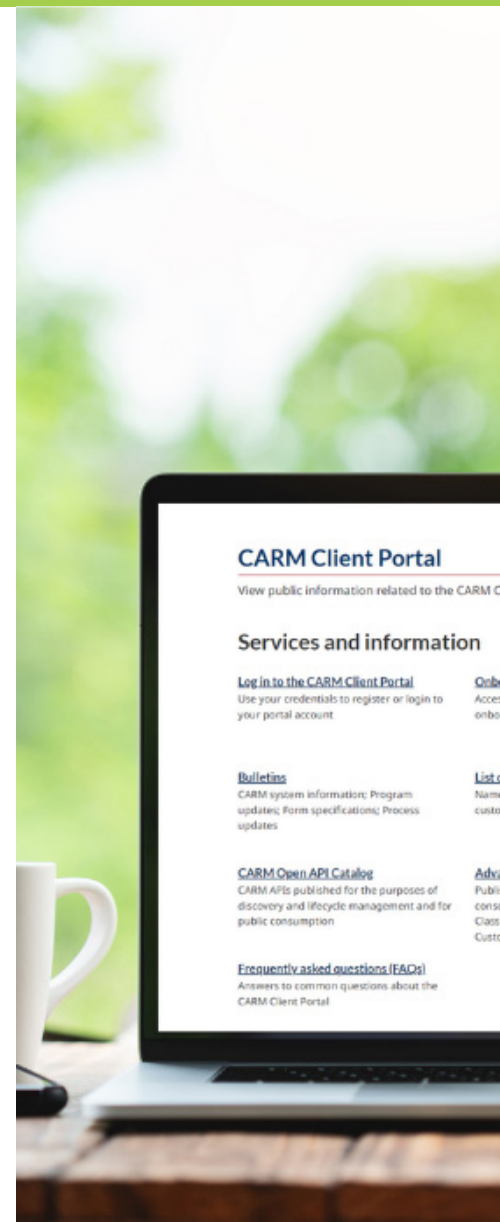 CARM Client Portal
View public information related to the CARM
Services and information
Log in to the CARM Client Portal
Use your credentials to register or login to
your portal account
Bulletins
CARM system information; Program
updates; Form specifications; Process
updates
List
Name
CARM Open API Catalog
CARM APIs published for the purposes of
discovery and lifecycle management and for
public consumption
Class
Frequently asked questions (FAQs)
Answers to common questions about the
CARM Client Portal